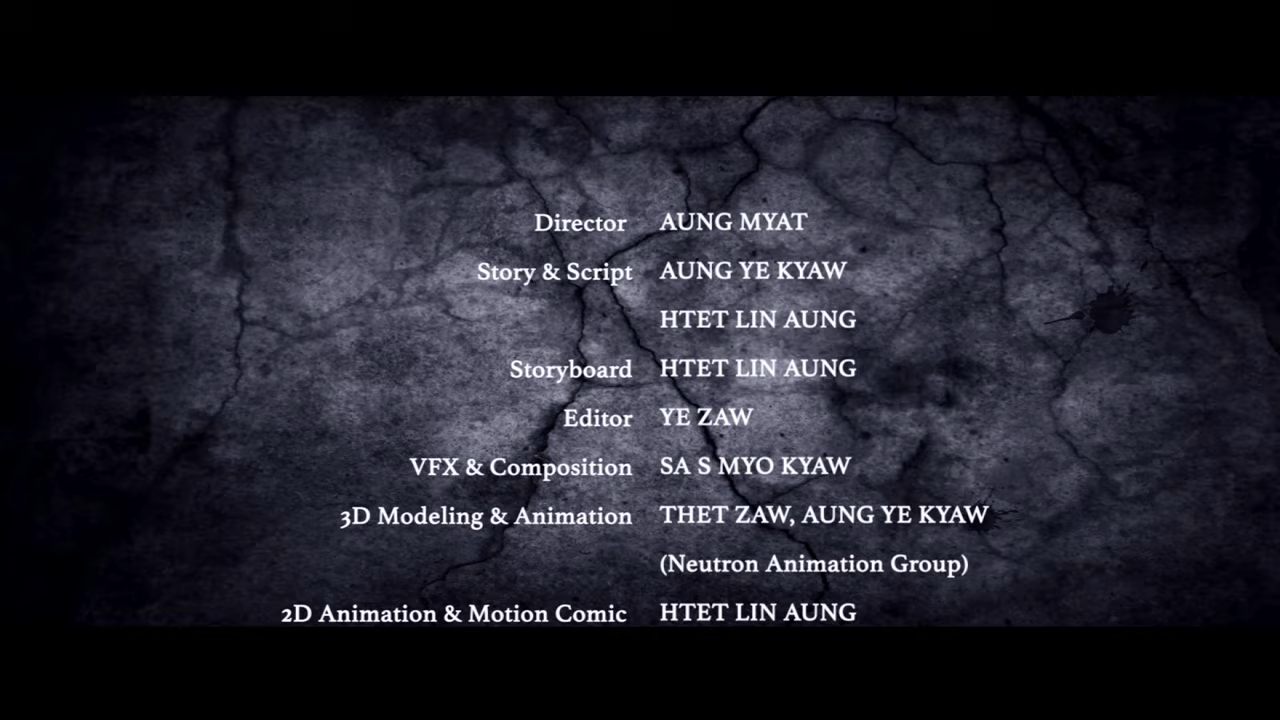 Director AUNG MYAT
Story & Script AUNG YE KYAW
HTET LIN AUNG
Storyboard HTET LIN AUNG
Editor YE ZAW
VFX & Composition SA S MYO KYAW
3D Modeling & Animation THET ZAW, AUNG YE KYAW
(Neutron Animation Group)
2D Animation & Motion Comic HTET LIN AUNG